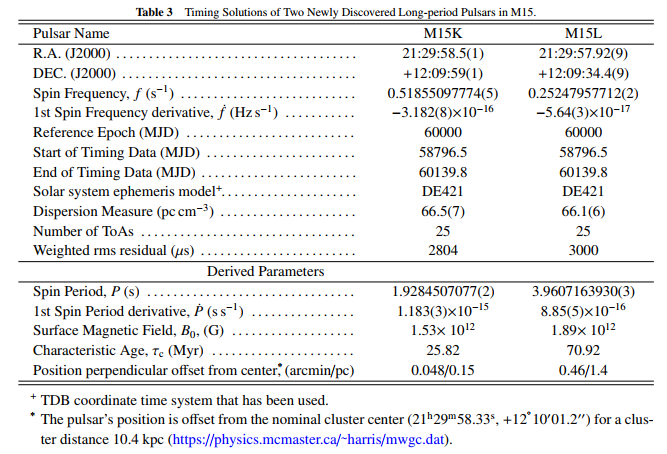 Table 3 Timing Solutions of Two Newly Discovered Long-period Pulsars in M15.
Pulsar Name M15K M15L
R.A. (J2000) 21:29:58.5(1) 21:29:57.92(9)
DEC. (J2000) +12:09:59(1) +12:09:34.4(9)
Spin Frequency, f (s⁻¹) 0.51855097774(5) 0.25247957712(2)
1st Spin Frequency derivative, ḟ (Hz s⁻¹) −3.182(8)×10⁻¹⁶ −5.64(3)×10⁻¹⁷
Reference Epoch (MJD) 60000 60000
Start of Timing Data (MJD) 58796.5 58796.5
End of Timing Data (MJD) 60139.8 60139.8
Solar system ephemeris model⁺ DE421 DE421
Dispersion Measure (pc cm⁻³) 66.5(7) 66.1(6)
Number of ToAs 25 25
Weighted rms residual (μs) 2804 3000
Derived Parameters
Spin Period, P (s) 1.9284507077(2) 3.9607163930(3)
1st Spin Period derivative, Ṗ (s s⁻¹) 1.183(3)×10⁻¹⁵ 8.85(5)×10⁻¹⁶
Surface Magnetic Field, B₀, (G) 1.53× 10¹² 1.89× 10¹²
Characteristic Age, τc (Myr) 25.82 70.92
Position perpendicular offset from center,* (arcmin/pc) 0.048/0.15 0.46/1.4
⁺ TDB coordinate time system that has been used.
* The pulsar's position is offset from the nominal cluster center (21ʰ29ᵐ58.33ˢ, +12°10′01.2″) for a clus-
ter distance 10.4 kpc (https://physics.mcmaster.ca/~harris/mwgc.dat).